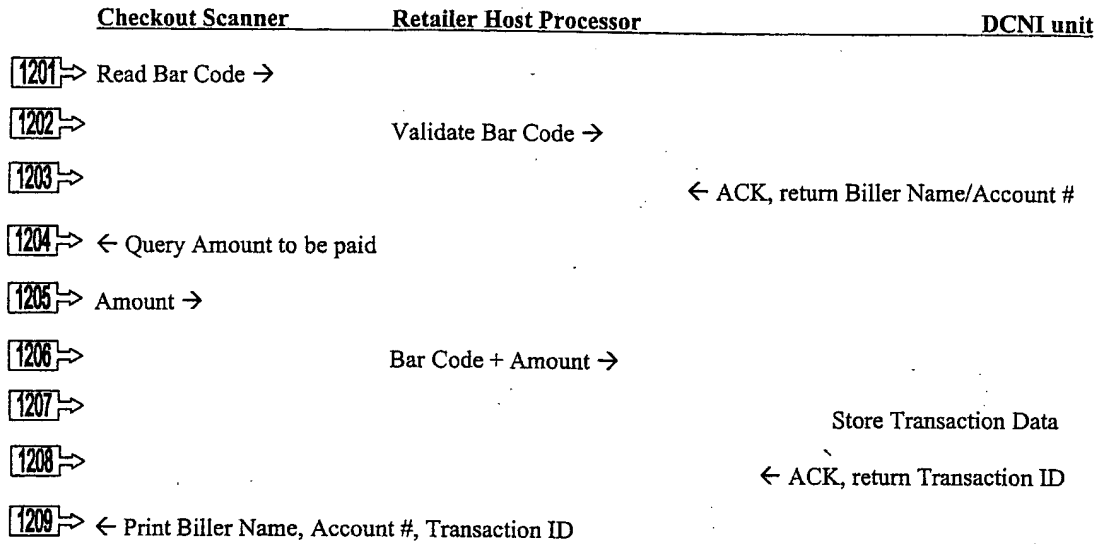 Checkout Scanner Retailer Host Processor DCNI unit
1201 Read Bar Code →
1202 Validate Bar Code →
1203 ← ACK, return Biller Name/Account #
1204 ← Query Amount to be paid
1205 Amount →
1206 Bar Code + Amount →
1207 Store Transaction Data
1208 ← ACK, return Transaction ID
1209 ← Print Biller Name, Account #, Transaction ID